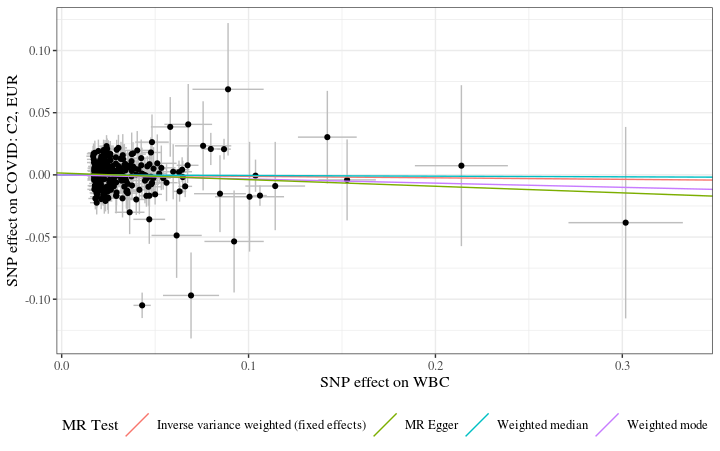 SNP effect on COVID: C2, EUR
0.10
0.05
0.00
-0.05
-0.10
0.0 0.1 0.2 0.3
SNP effect on WBC
MR Test Inverse variance weighted (fixed effects) MR Egger Weighted median Weighted mode